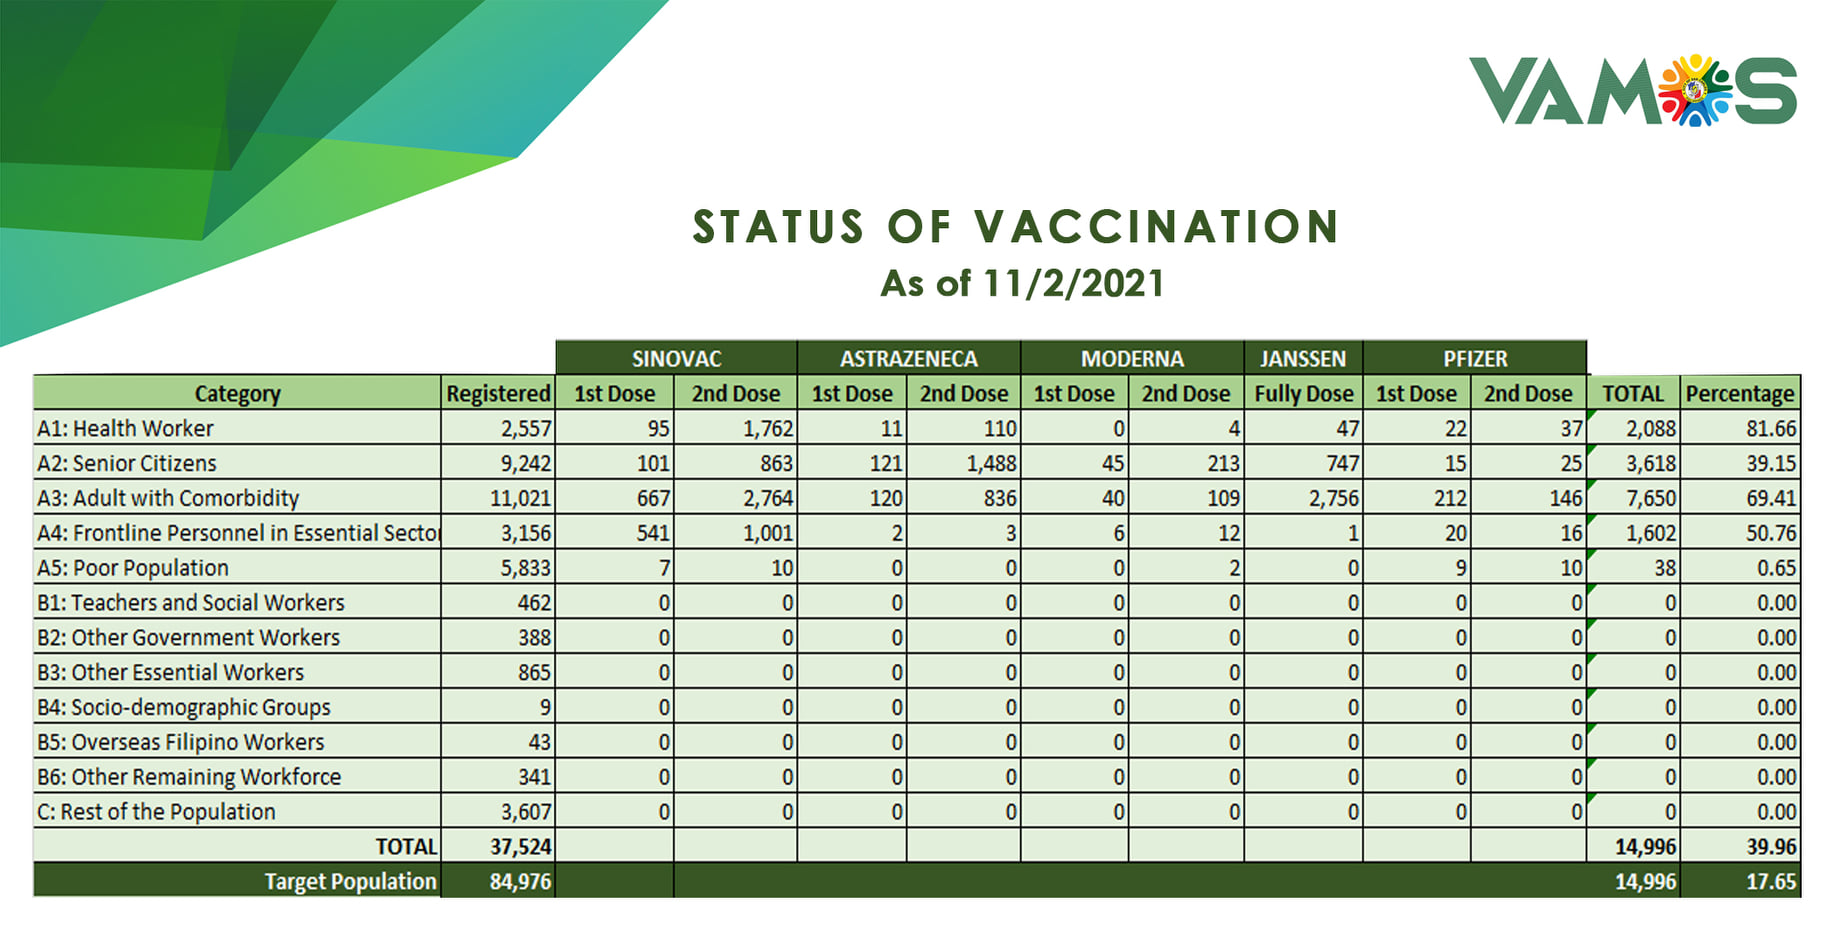 VAMOS
STATUS OF VACCINATION
As of 11/2/2021
SINOVAC ASTRAZENECA MODERNA JANSSEN PFIZER
Category Registered 1st Dose 2nd Dose 1st Dose 2nd Dose 1st Dose 2nd Dose Fully Dose 1st Dose 2nd Dose TOTAL Percentage
A1: Health Worker 2,557 95 1,762 11 110 0 4 47 22 37 2,088 81.66
A2: Senior Citizens 9,242 101 863 121 1,488 45 213 747 15 25 3,618 39.15
A3: Adult with Comorbidity 11,021 667 2,764 120 836 40 109 2,756 212 146 7,650 69.41
A4: Frontline Personnel in Essential Sector 3,156 541 1,001 2 3 6 12 1 20 16 1,602 50.76
A5: Poor Population 5,833 7 10 0 0 0 2 0 9 10 38 0.65
B1: Teachers and Social Workers 462 0 0 0 0 0 0 0 0 0 0 0.00
B2: Other Government Workers 388 0 0 0 0 0 0 0 0 0 0 0.00
B3: Other Essential Workers 865 0 0 0 0 0 0 0 0 0 0 0.00
B4: Socio-demographic Groups 9 0 0 0 0 0 0 0 0 0 0 0.00
B5: Overseas Filipino Workers 43 0 0 0 0 0 0 0 0 0 0 0.00
B6: Other Remaining Workforce 341 0 0 0 0 0 0 0 0 0 0 0.00
C: Rest of the Population 3,607 0 0 0 0 0 0 0 0 0 0 0.00
TOTAL 37,524 14,996 39.96
Target Population 84,976 14,996 17.65